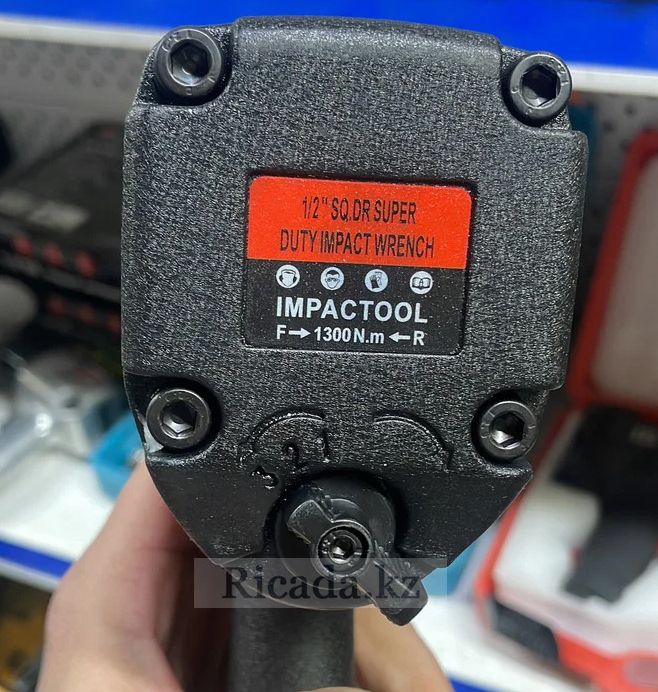 1/2" SQ.DR SUPER
DUTY IMPACT WRENCH
IMPACTOOL
F→1300N.m←R
3 2 1
Ricada.kz